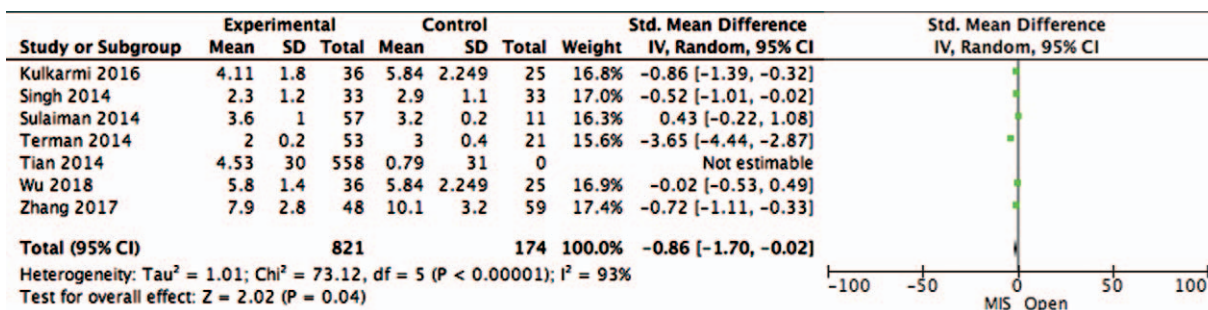 Experimental Control Std. Mean Difference Std. Mean Difference
Study or Subgroup Mean SD Total Mean SD Total Weight IV, Random, 95% CI IV, Random, 95% CI
Kulkarmi 2016 4.11 1.8 36 5.84 2.249 25 16.8% -0.86 [-1.39, -0.32]
Singh 2014 2.3 1.2 33 2.9 1.1 33 17.0% -0.52 [-1.01, -0.02]
Sulaiman 2014 3.6 1 57 3.2 0.2 11 16.3% 0.43 [-0.22, 1.08]
Terman 2014 2 0.2 53 3 0.4 21 15.6% -3.65 [-4.44, -2.87]
Tian 2014 4.53 30 558 0.79 31 0 Not estimable
Wu 2018 5.8 1.4 36 5.84 2.249 25 16.9% -0.02 [-0.53, 0.49]
Zhang 2017 7.9 2.8 48 10.1 3.2 59 17.4% -0.72 [-1.11, -0.33]
Total (95% CI) 821 174 100.0% -0.86 [-1.70, -0.02]
Heterogeneity: Tau² = 1.01; Chi² = 73.12, df = 5 (P < 0.00001); I² = 93%
Test for overall effect: Z = 2.02 (P = 0.04)
-100 -50 0 50 100
MIS Open